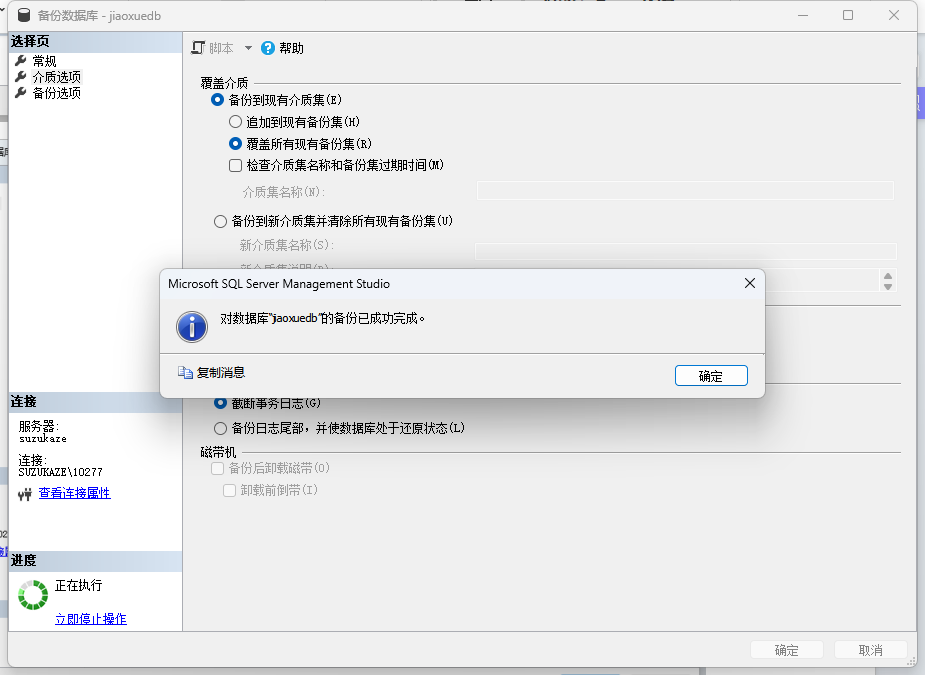 备份数据库 - jiaoxuedb
选择页
常规
介质选项
备份选项
脚本
帮助
覆盖介质
备份到现有介质集(E)
追加到现有备份集(H)
覆盖所有现有备份集(R)
检查介质集名称和备份集过期时间(M)
介质集名称(N):
备份到新介质集并清除所有现有备份集(U)
新介质集名称(S):
Microsoft SQL Server Management Studio
对数据库“jiaoxuedb”的备份已成功完成。
复制消息
确定
截断事务日志(G)
备份日志尾部，并使数据库处于还原状态(L)
磁带机
备份后卸载磁带(O)
卸载前倒带(I)
连接
服务器:
suzukaze
连接:
SUZUKAZE\10277
查看连接属性
进度
正在执行
立即停止操作
确定
取消